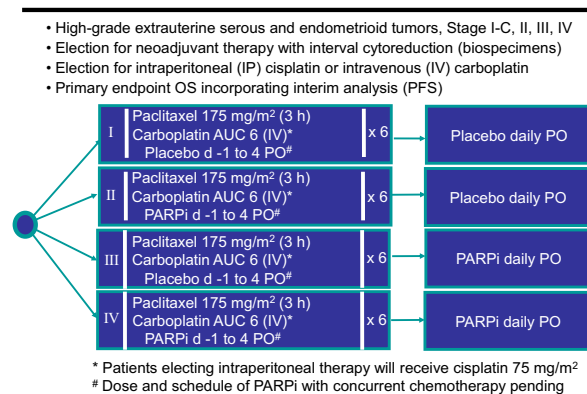 • High-grade extrauterine serous and endometrioid tumors, Stage I-C, II, III, IV
• Election for neoadjuvant therapy with interval cytoreduction (biospecimens)
• Election for intraperitoneal (IP) cisplatin or intravenous (IV) carboplatin
• Primary endpoint OS incorporating interim analysis (PFS)
I
Paclitaxel 175 mg/m² (3 h)
Carboplatin AUC 6 (IV)*
Placebo d -1 to 4 PO#
x 6
Placebo daily PO
II
Paclitaxel 175 mg/m² (3 h)
Carboplatin AUC 6 (IV)*
PARPi d -1 to 4 PO#
x 6
Placebo daily PO
III
Paclitaxel 175 mg/m² (3 h)
Carboplatin AUC 6 (IV)*
Placebo d -1 to 4 PO#
x 6
PARPi daily PO
IV
Paclitaxel 175 mg/m² (3 h)
Carboplatin AUC 6 (IV)*
PARPi d -1 to 4 PO#
x 6
PARPi daily PO
* Patients electing intraperitoneal therapy will receive cisplatin 75 mg/m²
# Dose and schedule of PARPi with concurrent chemotherapy pending